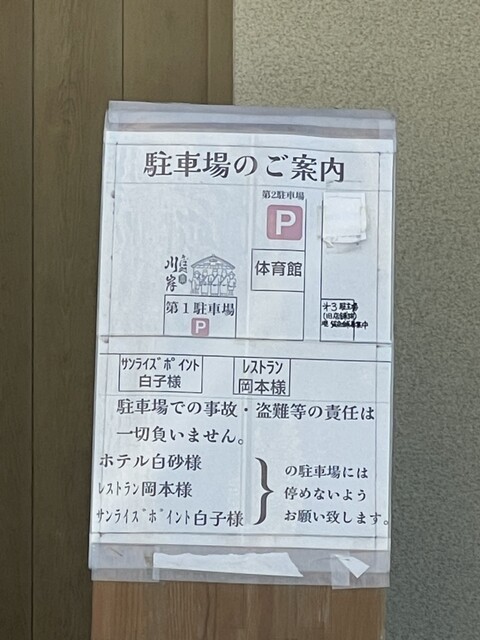 駐車場のご案内
第2駐車場
P
体育館
川岸
第1駐車場
P
オ3駐車場
(旧店舗跡)
サンライズポイント
白子様
レストラン
岡本様
駐車場での事故・盗難等の責任は
一切負いません。
ホテル白砂様
レストラン岡本様
サンライズポイント白子様
の駐車場には
停めないよう
お願い致します。